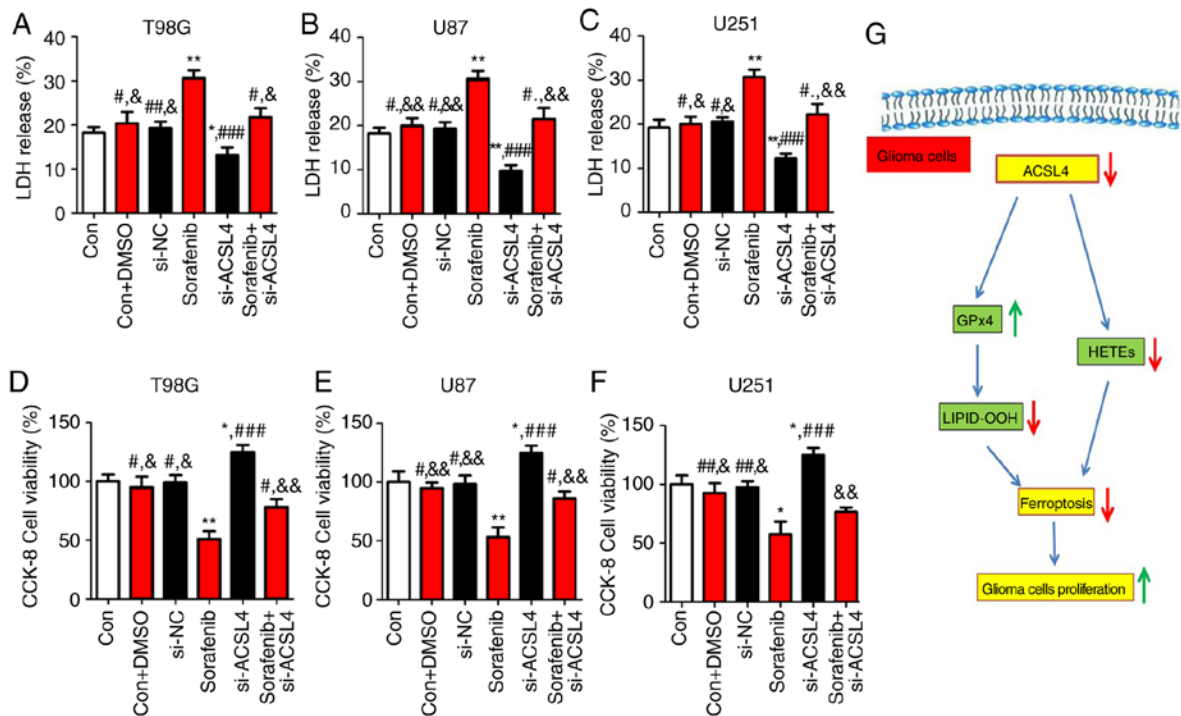 A
T98G
LDH release (%)
40
30
20
10
0
#,&
##,&
**
*,###
#,&
Con
Con+DMSO
si-NC
Sorafenib
si-ACSL4
Sorafenib+
si-ACSL4
B
U87
LDH release (%)
40
30
20
10
0
#,&&
#,&&
**
**,###
#.,&&
Con
Con+DMSO
si-NC
Sorafenib
si-ACSL4
Sorafenib+
si-ACSL4
C
U251
LDH release (%)
40
30
20
10
0
#,&
#,&
**
**,###
#.,&&
Con
Con+DMSO
si-NC
Sorafenib
si-ACSL4
Sorafenib+
si-ACSL4
D
T98G
CCK-8 Cell viability (%)
150
100
50
0
#,&
#,&
**
*,###
#,&&
Con
Con+DMSO
si-NC
Sorafenib
si-ACSL4
Sorafenib+
si-ACSL4
E
U87
CCK-8 Cell viability (%)
150
100
50
0
#,&&
#,&&
**
*,###
#,&&
Con
Con+DMSO
si-NC
Sorafenib
si-ACSL4
Sorafenib+
si-ACSL4
F
U251
CCK-8 Cell viability (%)
150
100
50
0
##,&
##,&
*
*,###
&&
Con
Con+DMSO
si-NC
Sorafenib
si-ACSL4
Sorafenib+
si-ACSL4
G
Glioma cells
ACSL4
GPx4
HETEs
LIPID-OOH
Ferroptosis
Glioma cells proliferation